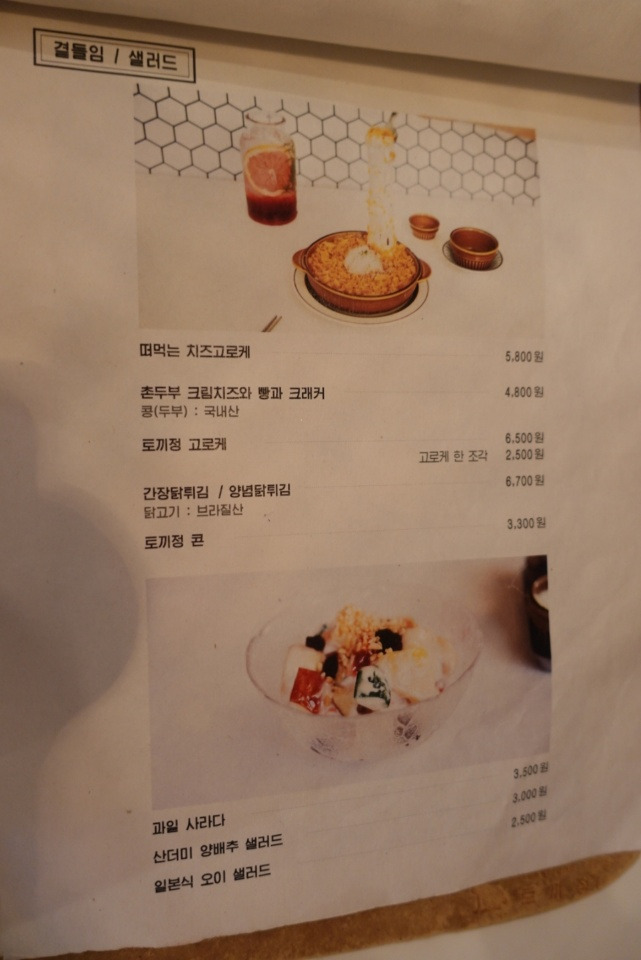 곁들임 / 샐러드
떠먹는 치즈고로케 5.800원
촌두부 크림치즈와 빵과 크래커 4.800원
콩(두부) : 국내산
토끼정 고로케 6.500원
고로케 한 조각 2.500원
간장닭튀김 / 양념닭튀김 6.700원
닭고기 : 브라질산
토끼정 콘 3.300원
과일 사라다 3.500원
산더미 양배추 샐러드 3.000원
일본식 오이 샐러드 2.500원